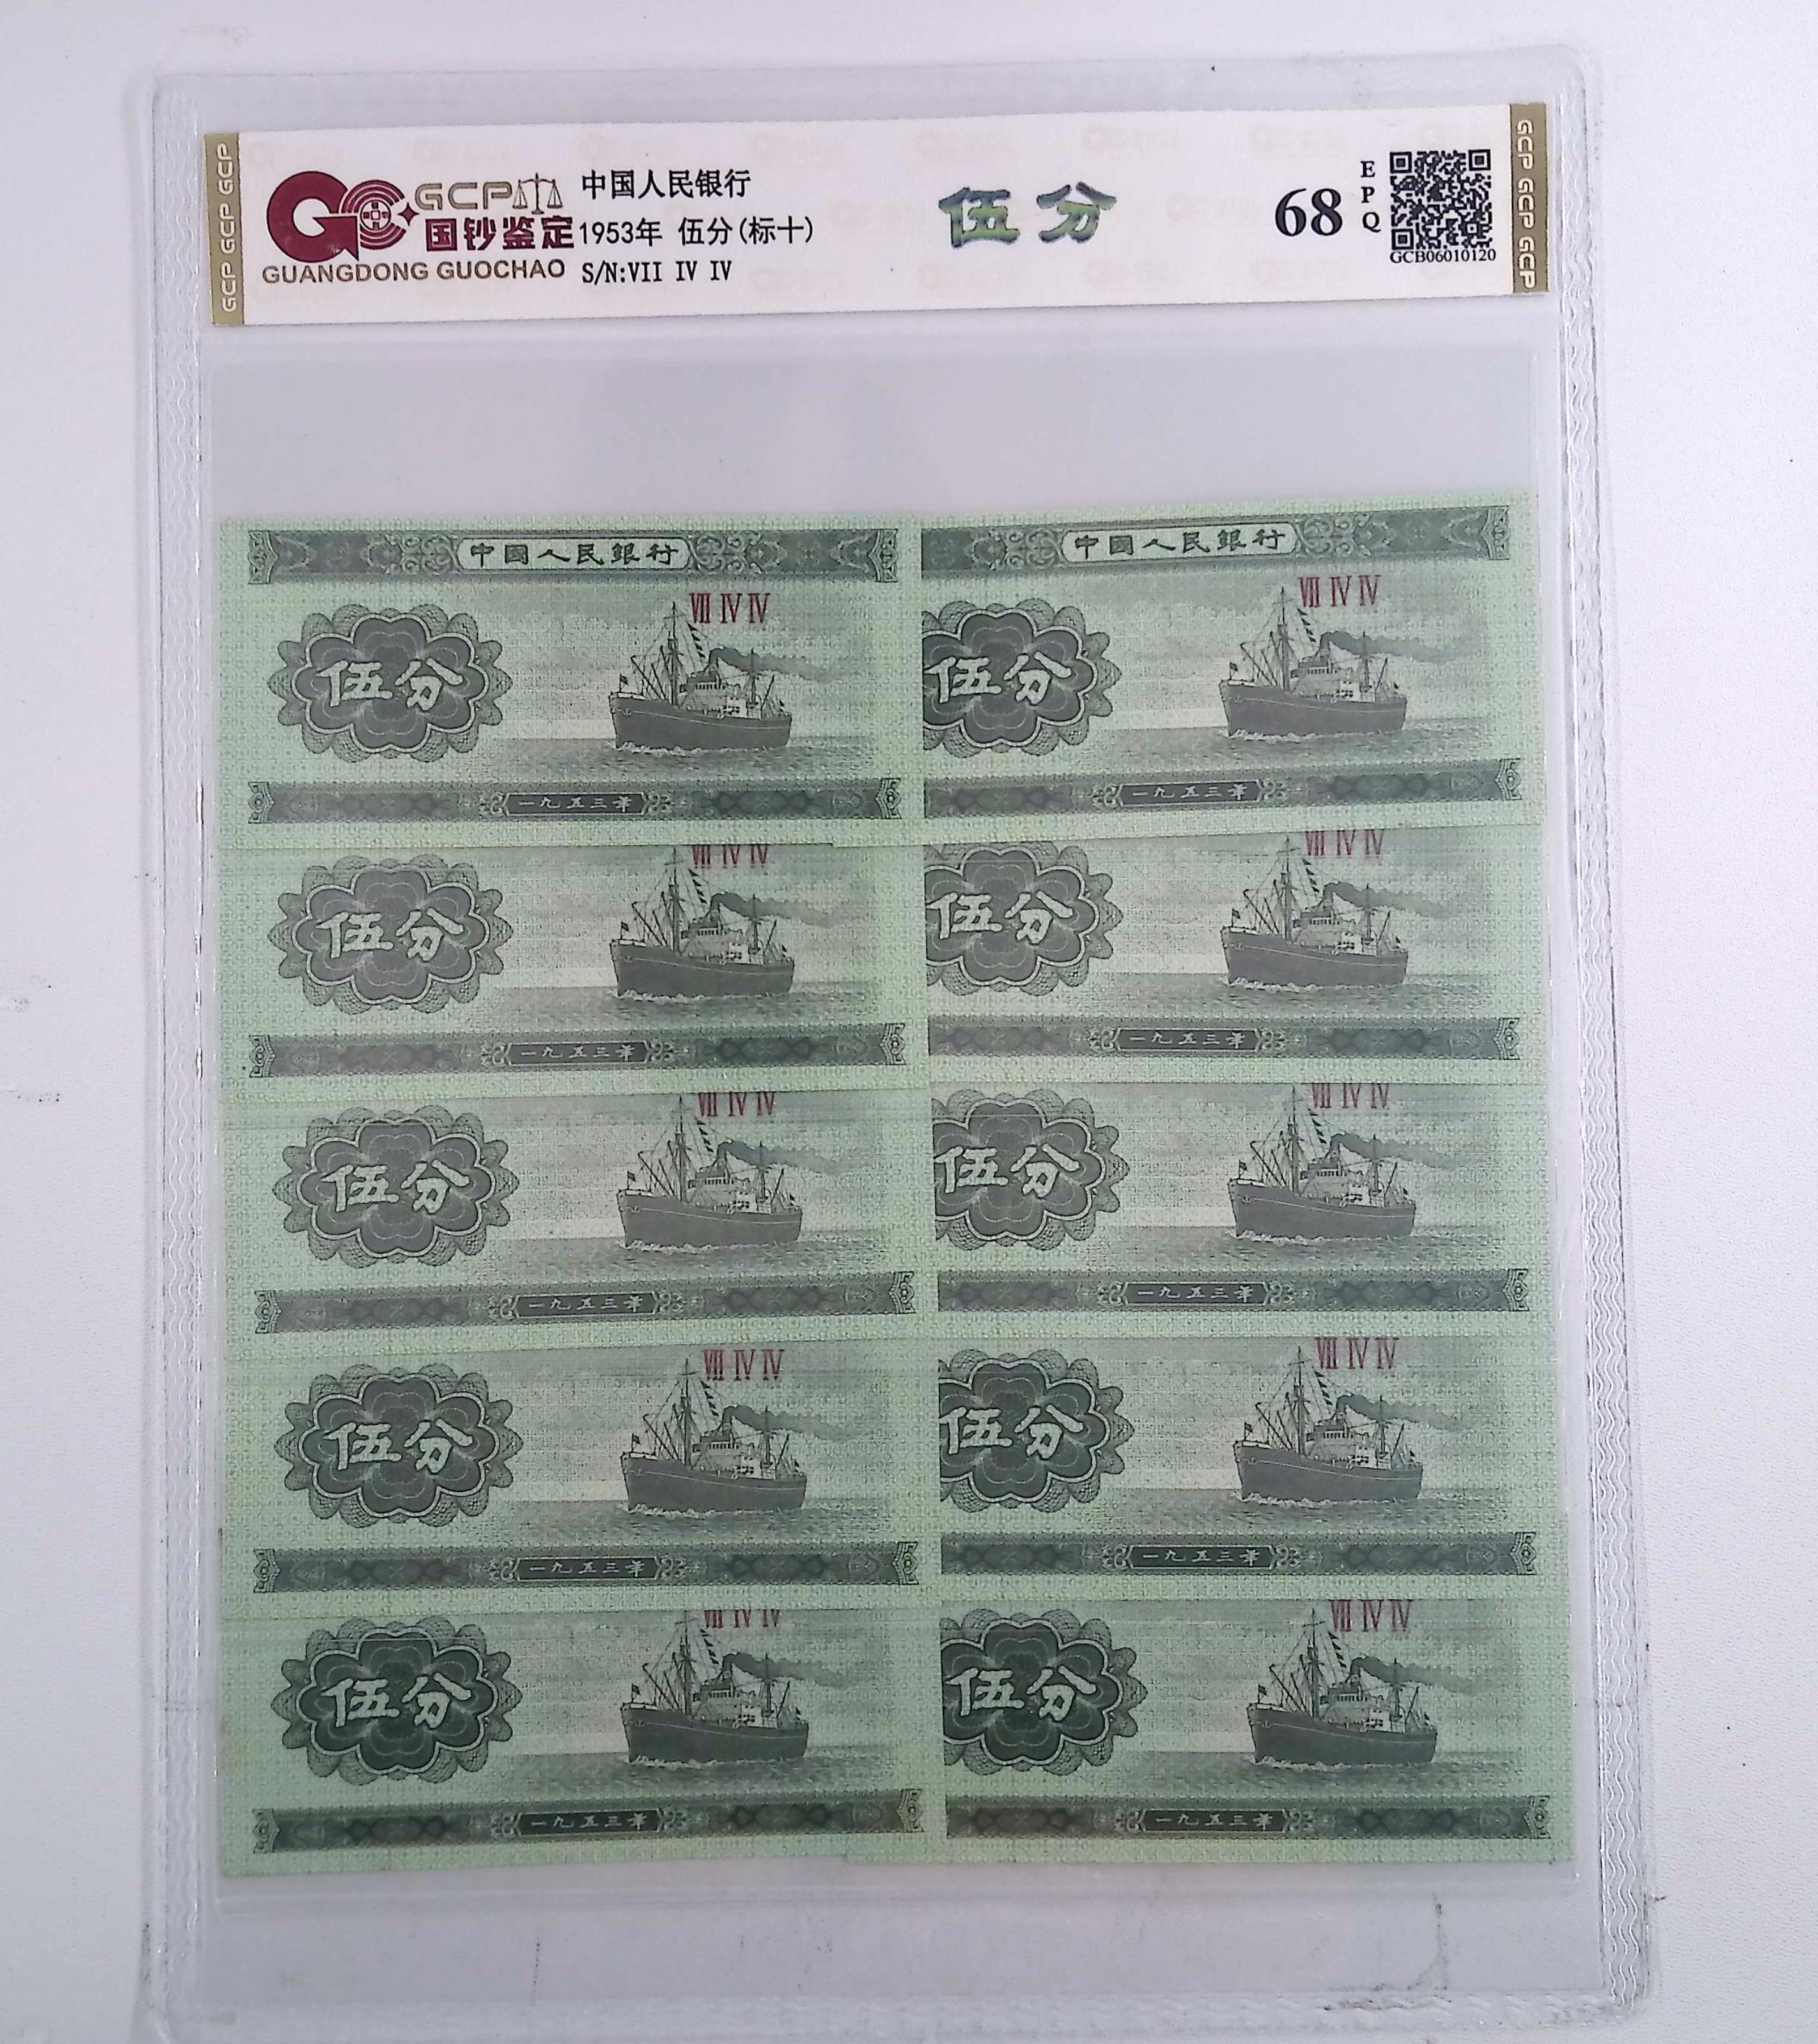 GCP GCP GCP
GCP
国钞鉴定
GUANGDONG GUOCHAO
中国人民银行
1953年 伍分(标十)
S/N:VII IV IV
伍分
68
EPQ
GCB06010120
GCP GCP GCP
中國人民銀行
VII IV IV
伍分
一九五三年
中國人民銀行
VII IV IV
伍分
一九五三年
VII IV IV
伍分
一九五三年
VII IV IV
伍分
一九五三年
VII IV IV
伍分
一九五三年
VII IV IV
伍分
一九五三年
VII IV IV
伍分
一九五三年
VII IV IV
伍分
一九五三年
VII IV IV
伍分
一九五三年
VII IV IV
伍分
一九五三年